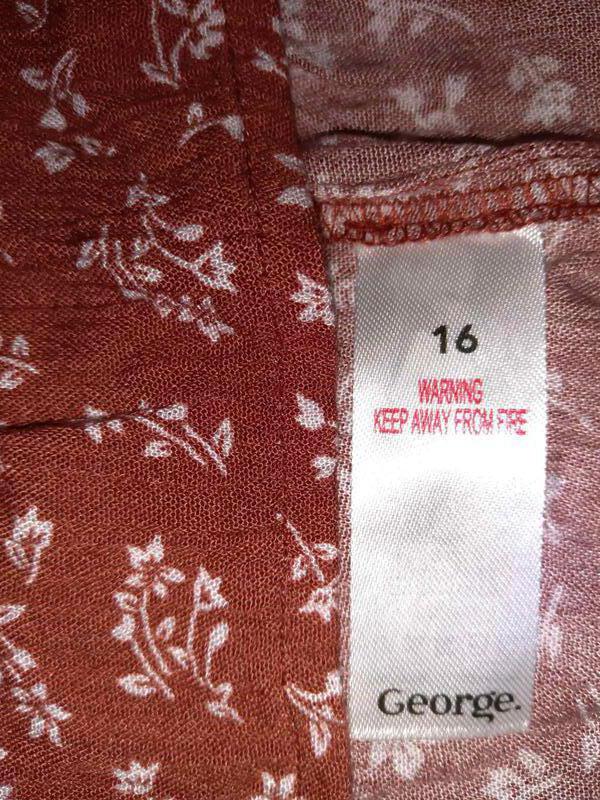 16
WARNING
KEEP AWAY FROM FIRE
George.